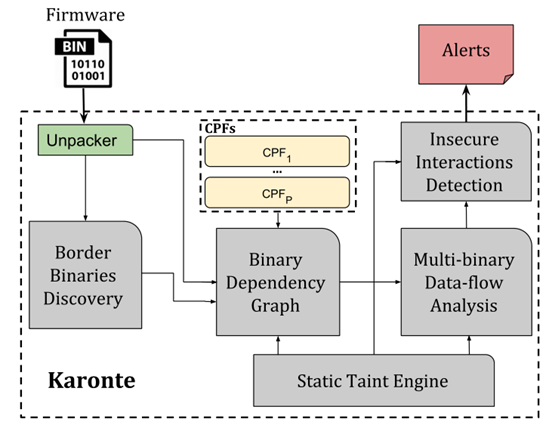 Firmware
BIN
10110
01001
Alerts
Unpacker
CPFs
CPF1
...
CPFP
Insecure
Interactions
Detection
Border
Binaries
Discovery
Binary
Dependency
Graph
Multi-binary
Data-flow
Analysis
Karonte
Static Taint Engine